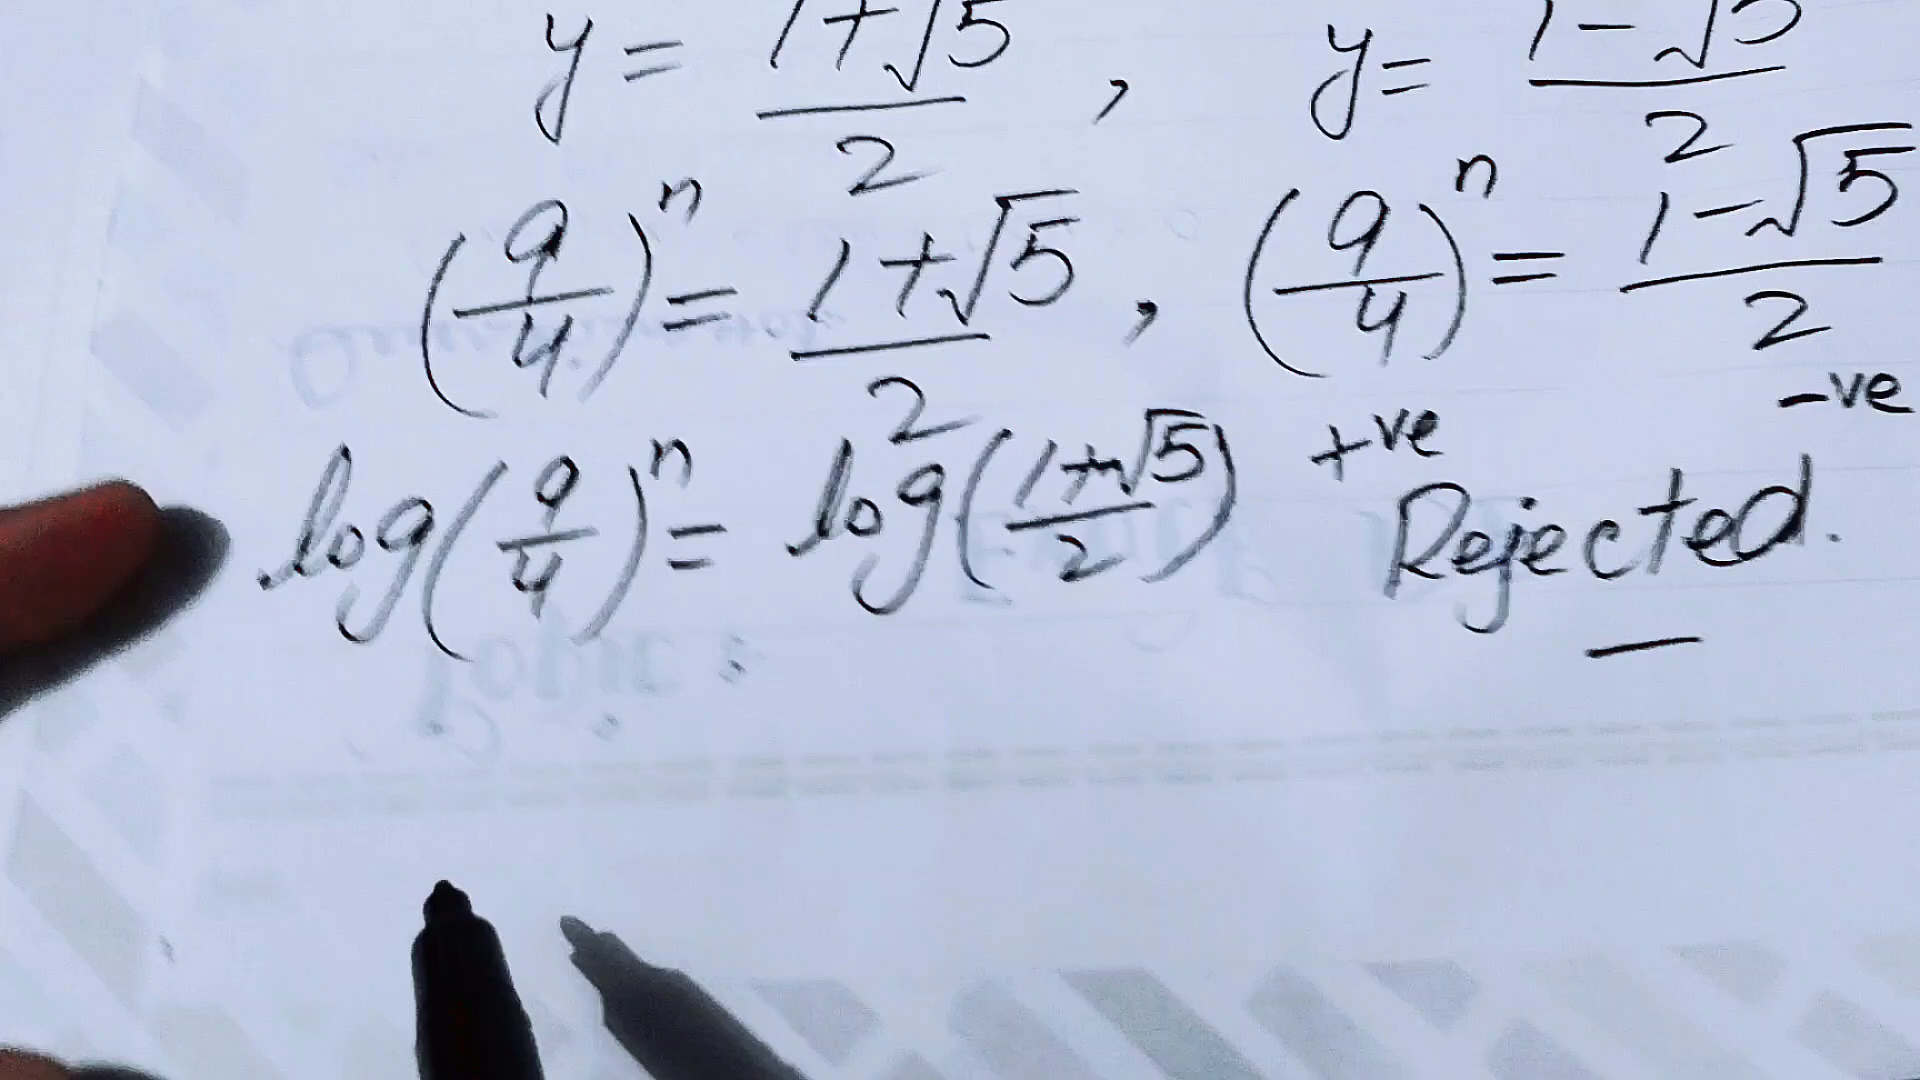 y = (1+√5)/2 , y = (1-√5)/2
(9/4)^n = (1+√5)/2 , (9/4)^n = (1-√5)/2
+ve -ve
log(9/4)^n = log((1+√5)/2) Rejected.